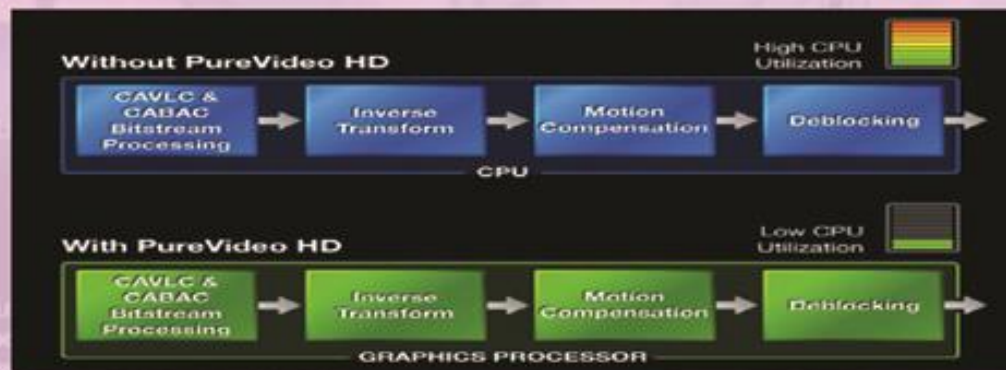 Without PureVideo HD
High CPU
Utilization
CAVLC &
CABAC
Bitstream
Processing
Inverse
Transform
Motion
Compensation
Deblocking
CPU
With PureVideo HD
Low CPU
Utilization
CAVLC &
CABAC
Bitstream
Processing
Inverse
Transform
Motion
Compensation
Deblocking
GRAPHICS PROCESSOR